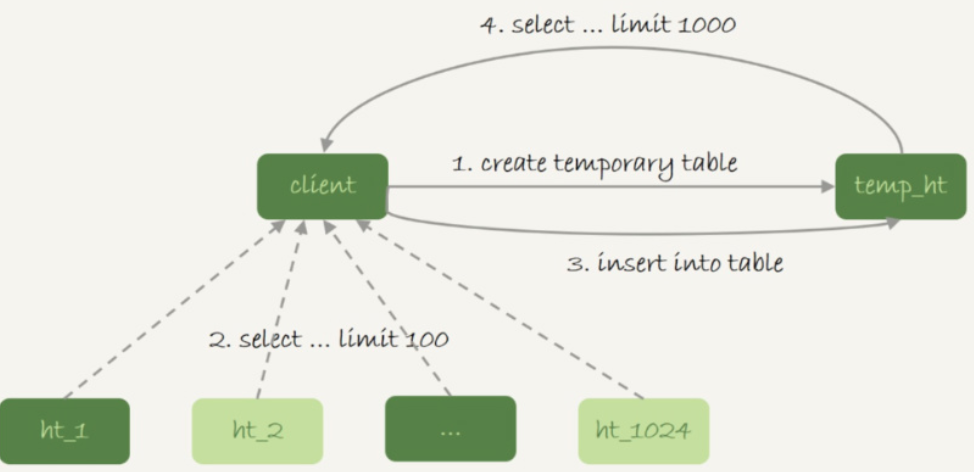 4. select ... limit 1000
1. create temporary table
client
temp_ht
3. insert into table
2. select ... limit 100
ht_1
ht_2
...
ht_1024